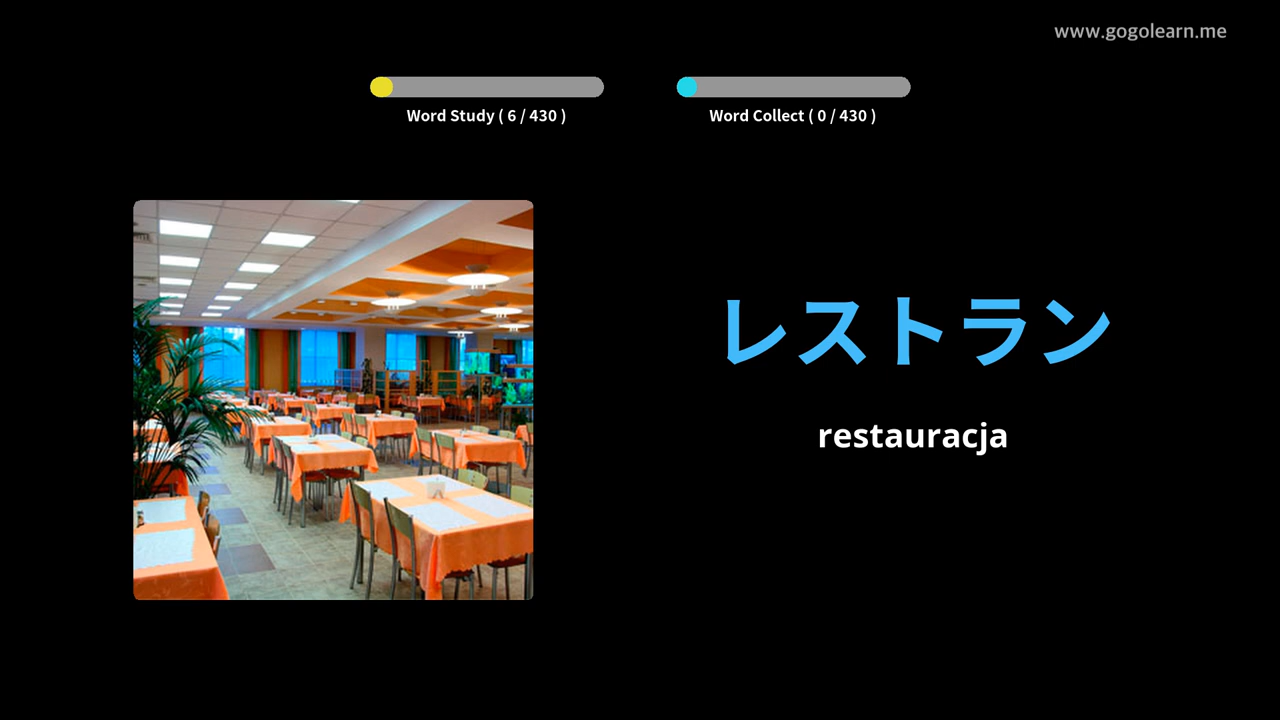 www.gogolearn.me
Word Study ( 6 / 430 )
Word Collect ( 0 / 430 )
レストラン
restauracja